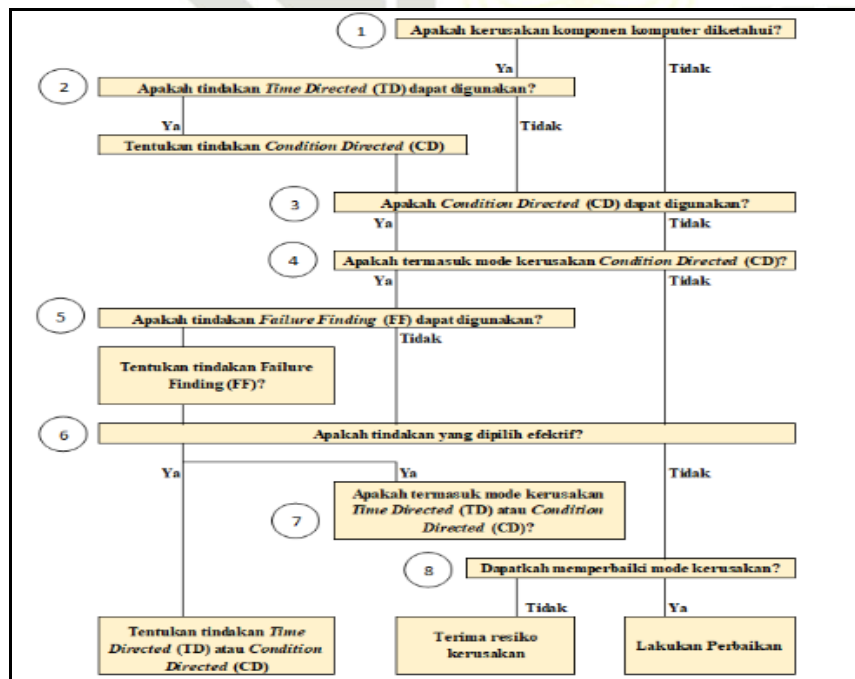 1
Apakah kerusakan komponen komputer diketahui?
Ya
Tidak
2
Apakah tindakan Time Directed (TD) dapat digunakan?
Ya
Tidak
Tentukan tindakan Condition Directed (CD)
3
Apakah Condition Directed (CD) dapat digunakan?
Ya
Tidak
4
Apakah termasuk mode kerusakan Condition Directed (CD)?
Ya
Tidak
5
Apakah tindakan Failure Finding (FF) dapat digunakan?
Tidak
Tentukan tindakan Failure
Finding (FF)?
6
Apakah tindakan yang dipilih efektif?
Ya
Ya
Tidak
7
Apakah termasuk mode kerusakan
Time Directed (TD) atau Condition
Directed (CD)?
8
Dapatkah memperbaiki mode kerusakan?
Tidak
Ya
Tentukan tindakan Time
Directed (TD) atau Condition
Directed (CD)
Terima resiko
kerusakan
Lakukan Perbaikan